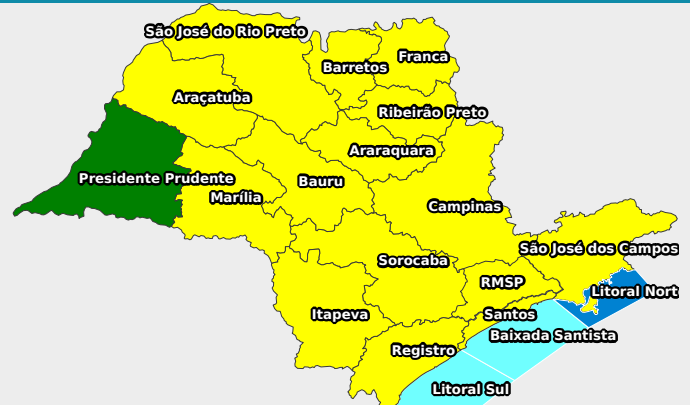 São José do Rio Preto
Franca
Barretos
Araçatuba
Ribeirão Preto
Araraquara
Presidente Prudente
Bauru
Marília
Campinas
São José dos Campos
Sorocaba
RMSP
Litoral Nort
Itapeva
Santos
Baixada Santista
Registro
Litoral Sul